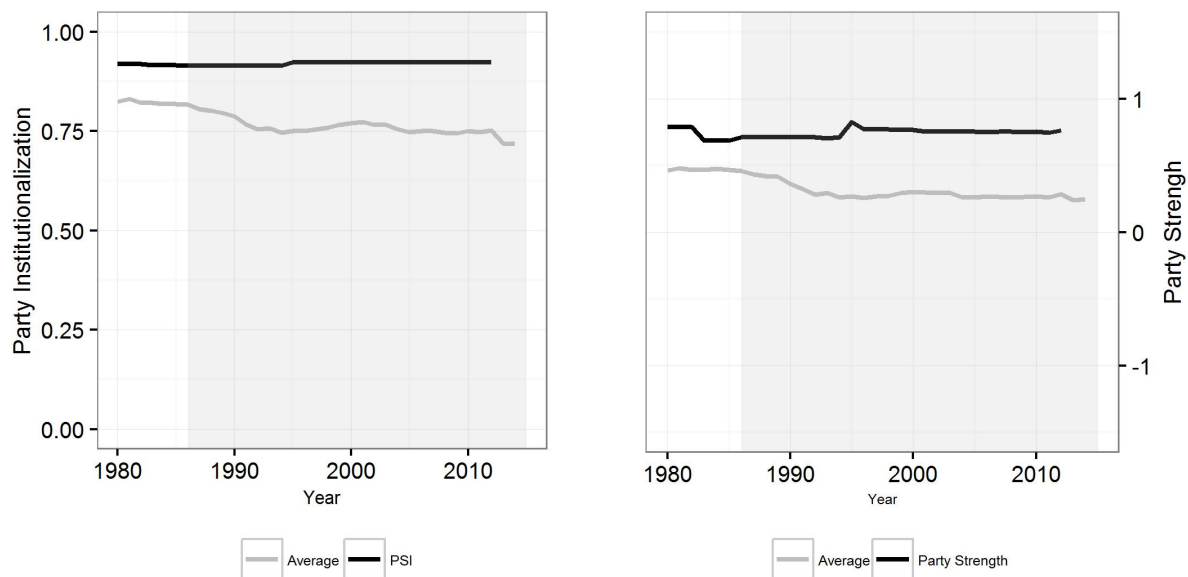 1.00
0.75
0.50
0.25
0.00
Party Institutionalization
1980
1990
2000
2010
Year
Average
PSI
1
0
-1
Party Strengh
1980
1990
2000
2010
Year
Average
Party Strength